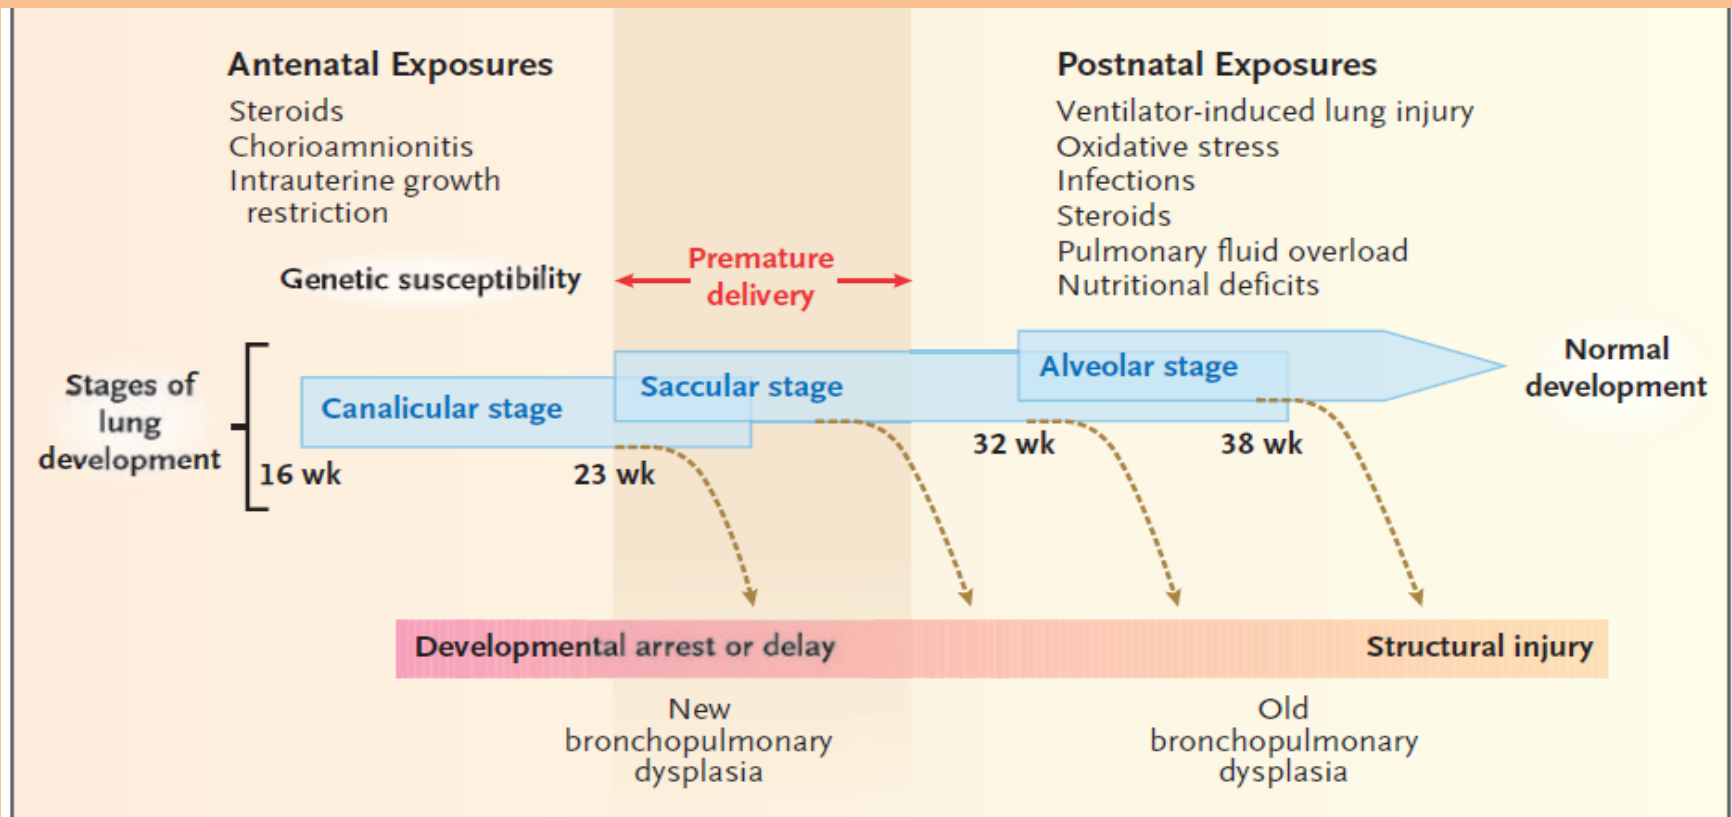 Antenatal Exposures
Steroids
Chorioamnionitis
Intrauterine growth
restriction
Genetic susceptibility
Premature
delivery
Postnatal Exposures
Ventilator-induced lung injury
Oxidative stress
Infections
Steroids
Pulmonary fluid overload
Nutritional deficits
Stages of
lung
development
Canalicular stage
Saccular stage
Alveolar stage
Normal
development
16 wk
23 wk
32 wk
38 wk
Developmental arrest or delay
Structural injury
New
bronchopulmonary
dysplasia
Old
bronchopulmonary
dysplasia